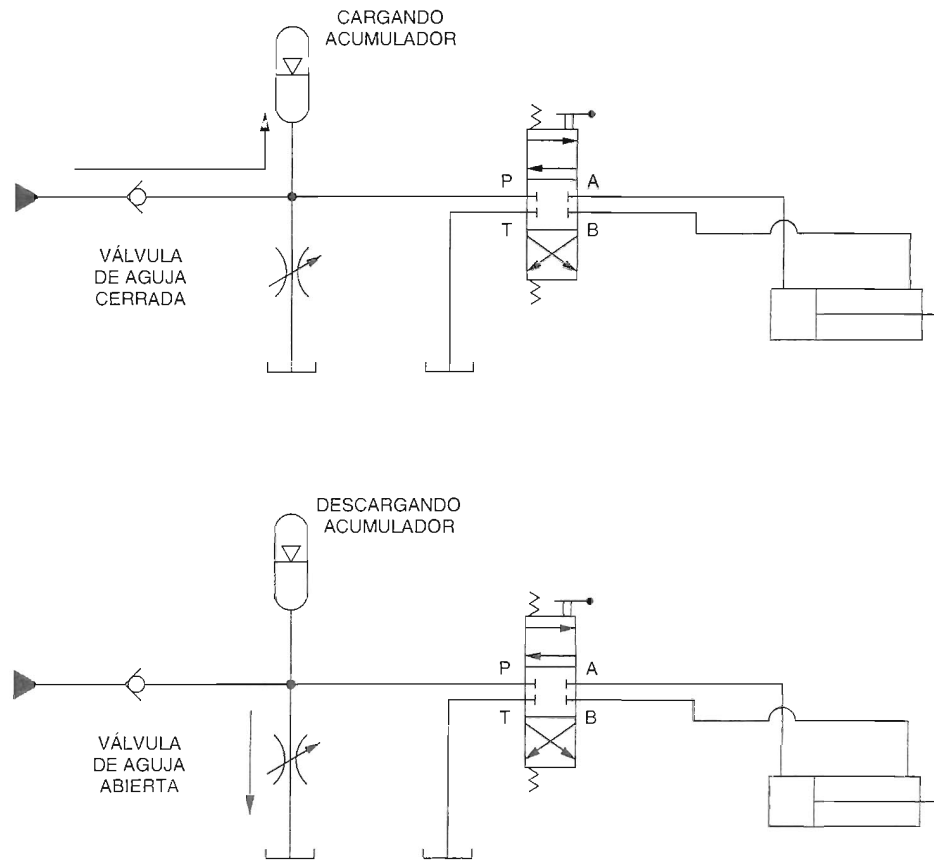 CARGANDO
ACUMULADOR
P
A
T
B
VÁLVULA
DE AGUJA
CERRADA
DESCARGANDO
ACUMULADOR
P
A
T
B
VÁLVULA
DE AGUJA
ABIERTA